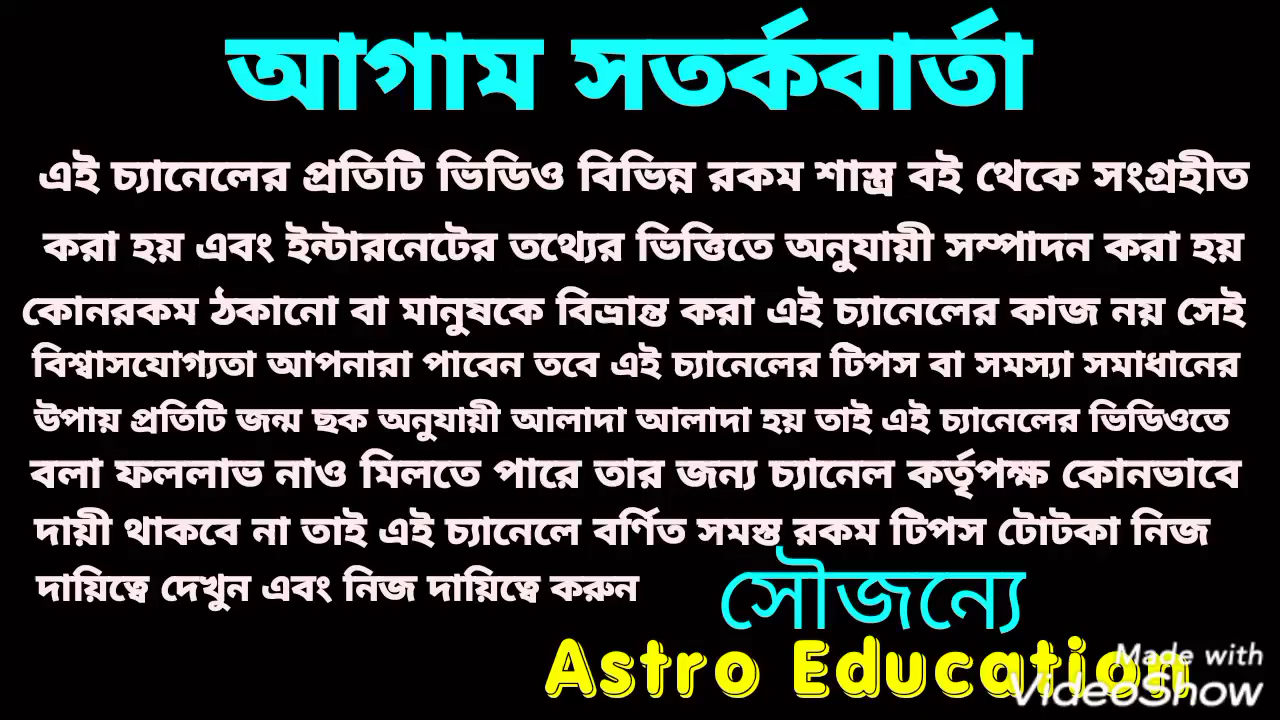 আগাম সতর্কবার্তা
এই চ্যানেলের প্রতিটি ভিডিও বিভিন্ন রকম শাস্ত্র বই থেকে সংগ্রহীত
করা হয় এবং ইন্টারনেটের তথ্যের ভিত্তিতে অনুযায়ী সম্পাদন করা হয়
কোনরকম ঠকানো বা মানুষকে বিভ্রান্ত করা এই চ্যানেলের কাজ নয় সেই
বিশ্বাসযোগ্যতা আপনারা পাবেন তবে এই চ্যানেলের টিপস বা সমস্যা সমাধানের
উপায় প্রতিটি জন্ম ছক অনুযায়ী আলাদা আলাদা হয় তাই এই চ্যানেলের ভিডিওতে
বলা ফললাভ নাও মিলতে পারে তার জন্য চ্যানেল কর্তৃপক্ষ কোনভাবে
দায়ী থাকবে না তাই এই চ্যানেলে বর্ণিত সমস্ত রকম টিপস টোটকা নিজ
দায়িত্বে দেখুন এবং নিজ দায়িত্বে করুন
সৌজন্যে
Astro Education
Made with
VideoShow